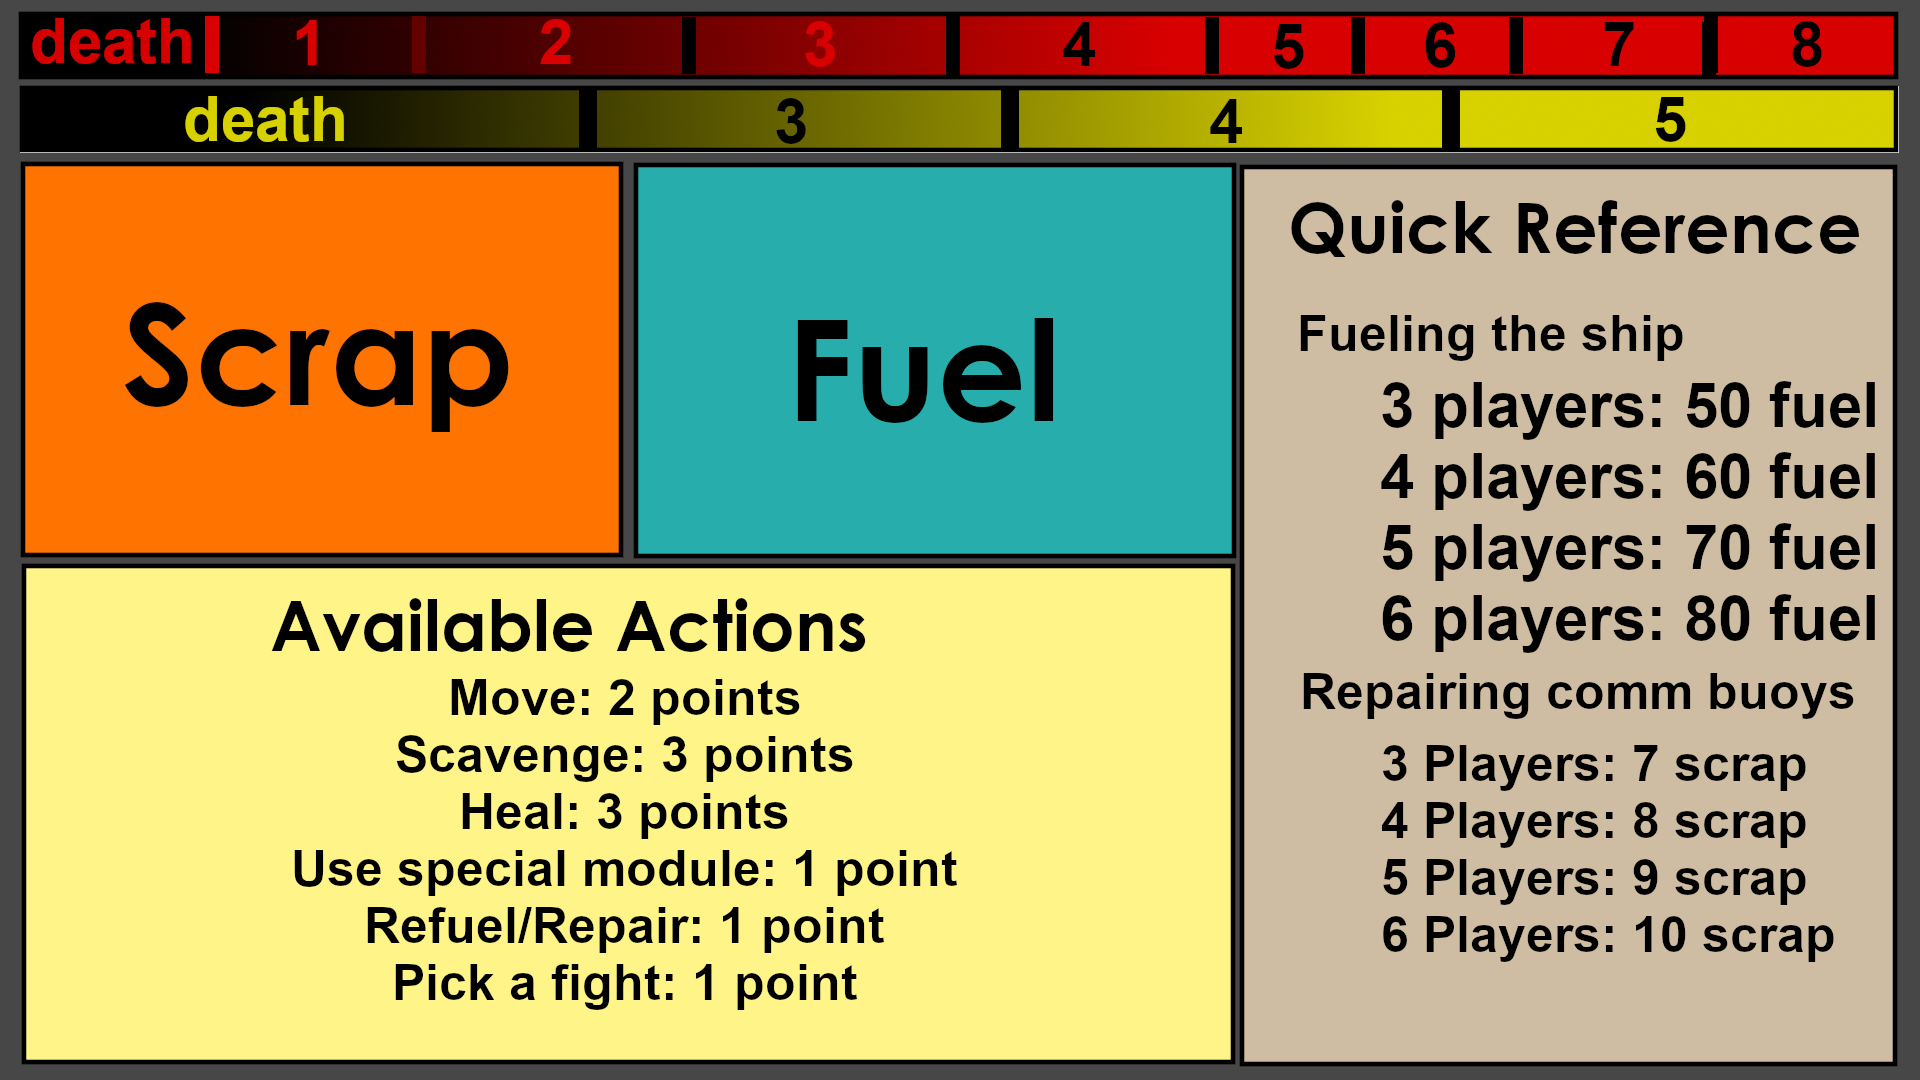 death 1 2 3 4 5 6 7 8
death 3 4 5
Scrap
Fuel
Available Actions
Move: 2 points
Scavenge: 3 points
Heal: 3 points
Use special module: 1 point
Refuel/Repair: 1 point
Pick a fight: 1 point
Quick Reference
Fueling the ship
3 players: 50 fuel
4 players: 60 fuel
5 players: 70 fuel
6 players: 80 fuel
Repairing comm buoys
3 Players: 7 scrap
4 Players: 8 scrap
5 Players: 9 scrap
6 Players: 10 scrap